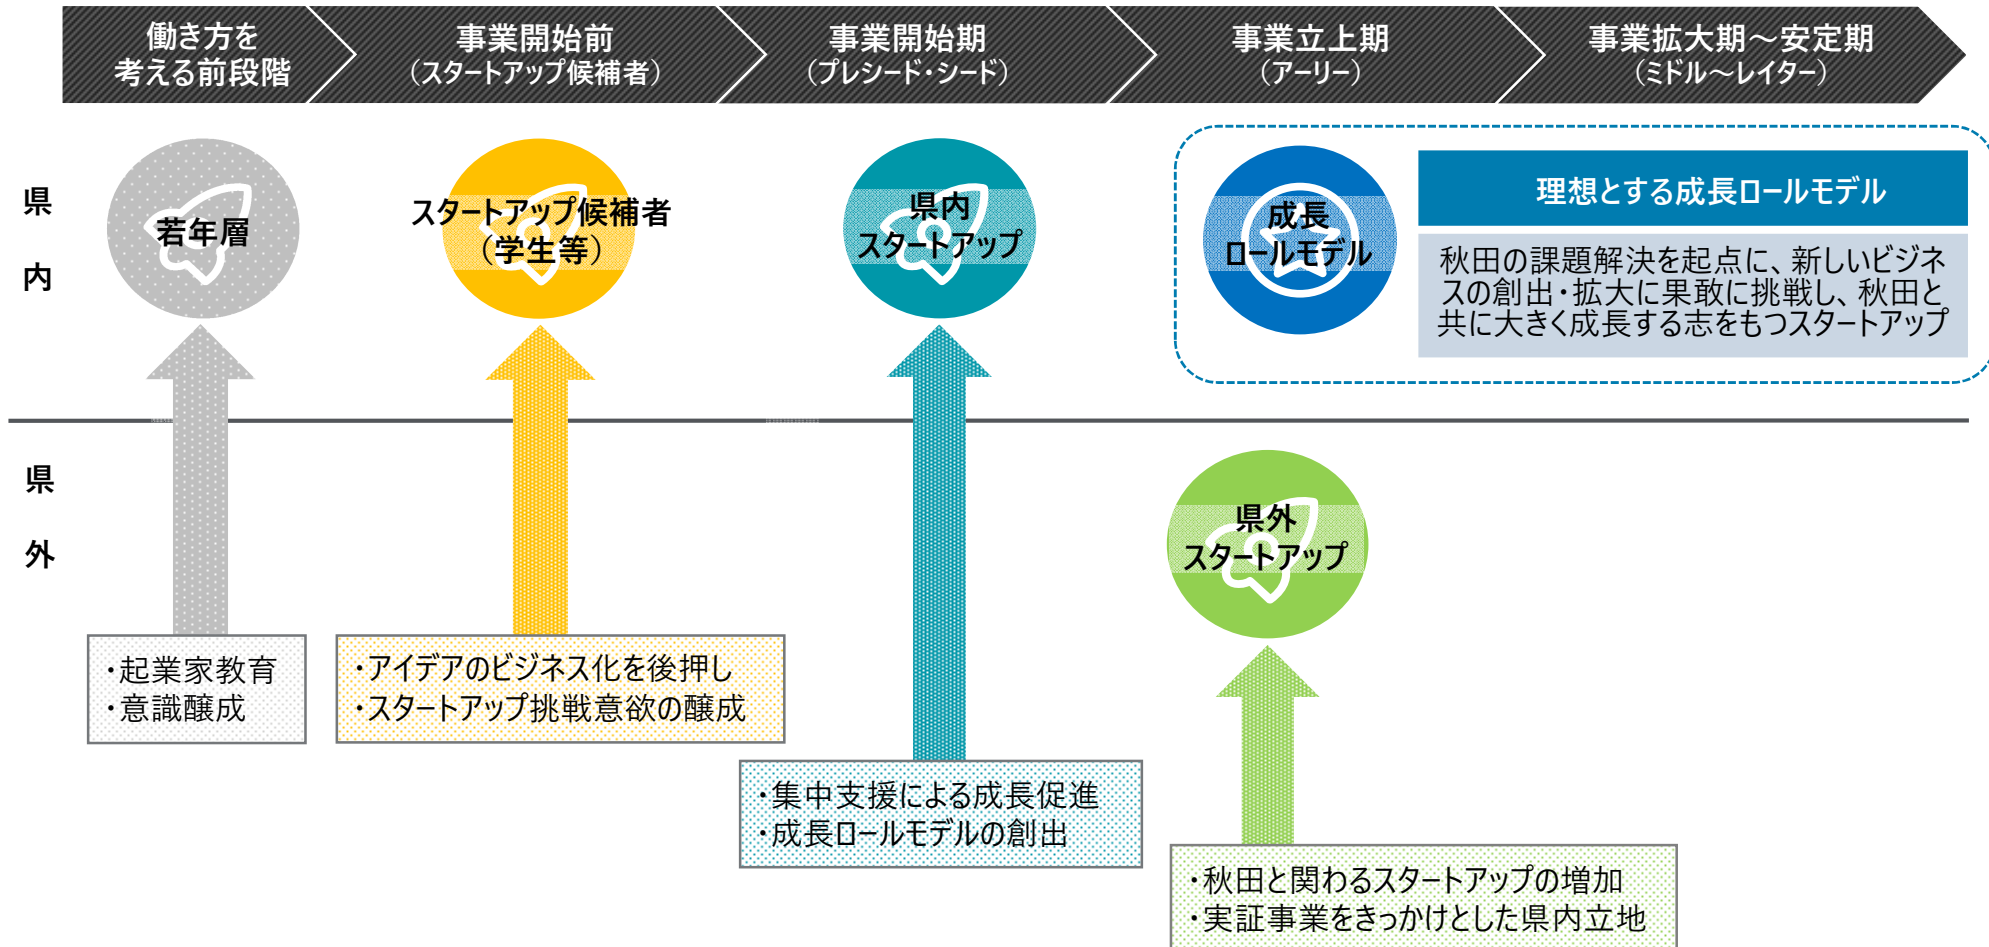 働き方を
考える前段階
事業開始前
（スタートアップ候補者）
事業開始期
（プレシード・シード）
事業立上期
（アーリー）
事業拡大期～安定期
（ミドル～レイター）
県
内
若年層
スタートアップ候補者
（学生等）
県内
スタートアップ
成長
ロールモデル
理想とする成長ロールモデル
秋田の課題解決を起点に、新しいビジネ
スの創出・拡大に果敢に挑戦し、秋田と
共に大きく成長する志をもつスタートアップ
県
外
県外
スタートアップ
・起業家教育
・意識醸成
・アイデアのビジネス化を後押し
・スタートアップ挑戦意欲の醸成
・集中支援による成長促進
・成長ロールモデルの創出
・秋田と関わるスタートアップの増加
・実証事業をきっかけとした県内立地